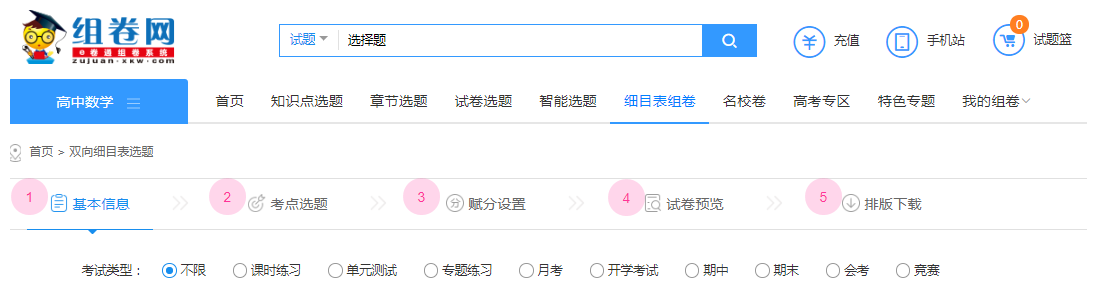 组卷网
e卷通组卷系统
zujuan.xkw.com
试题 选择题 充值 手机站 0 试题篮
高中数学 首页 知识点选题 章节选题 试卷选题 智能选题 细目表组卷 名校卷 高考专区 特色专题 我的组卷
首页 > 双向细目表选题
1 基本信息 2 考点选题 3 分 赋分设置 4 试卷预览 5 排版下载
考试类型： 不限 课时练习 单元测试 专题练习 月考 开学考试 期中 期末 会考 竞赛